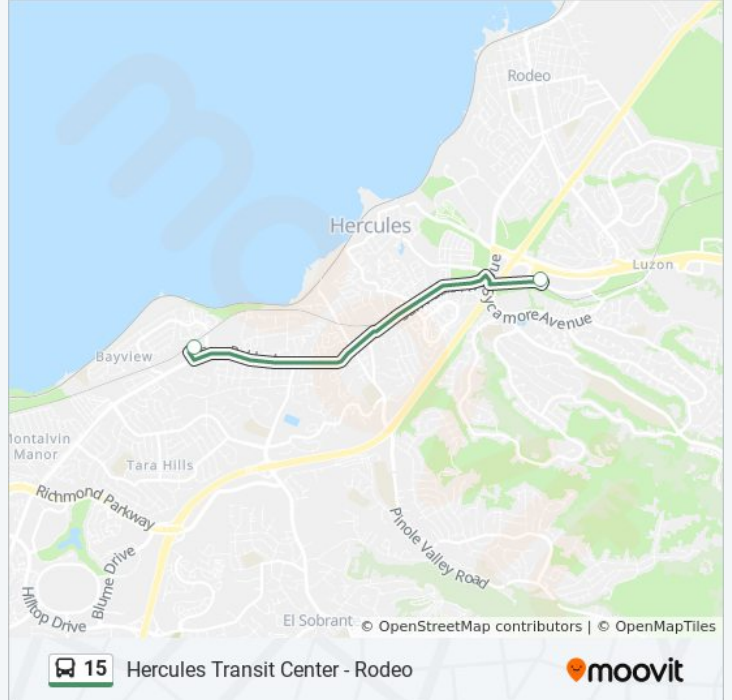 Rodeo
Hercules
Luzon
Sycamore Avenue
Bayview
Montalvin
Manor
Tara Hills
Richmond Parkway
Pinole Valley Road
Blume Drive
Hilltop Drive
El Sobrant
© OpenStreetMap contributors | © OpenMapTiles
15 Hercules Transit Center - Rodeo
moovit